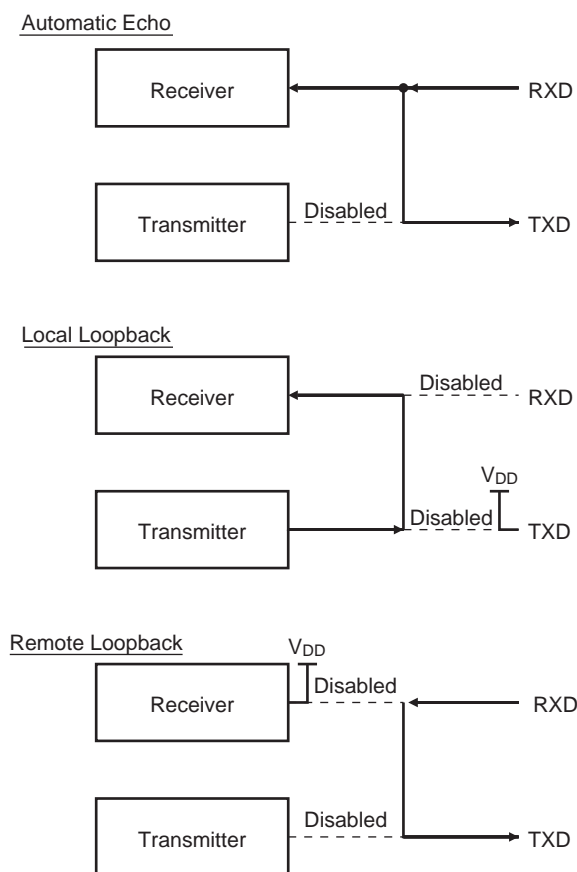 Automatic Echo
Receiver
RXD
Transmitter
Disabled
TXD
Local Loopback
Receiver
Disabled
RXD
VDD
Transmitter
Disabled
TXD
Remote Loopback
VDD
Receiver
Disabled
RXD
Transmitter
Disabled
TXD